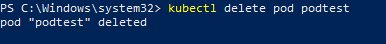 PS C:\Windows\system32> kubectl delete pod podtest
pod "podtest" deleted